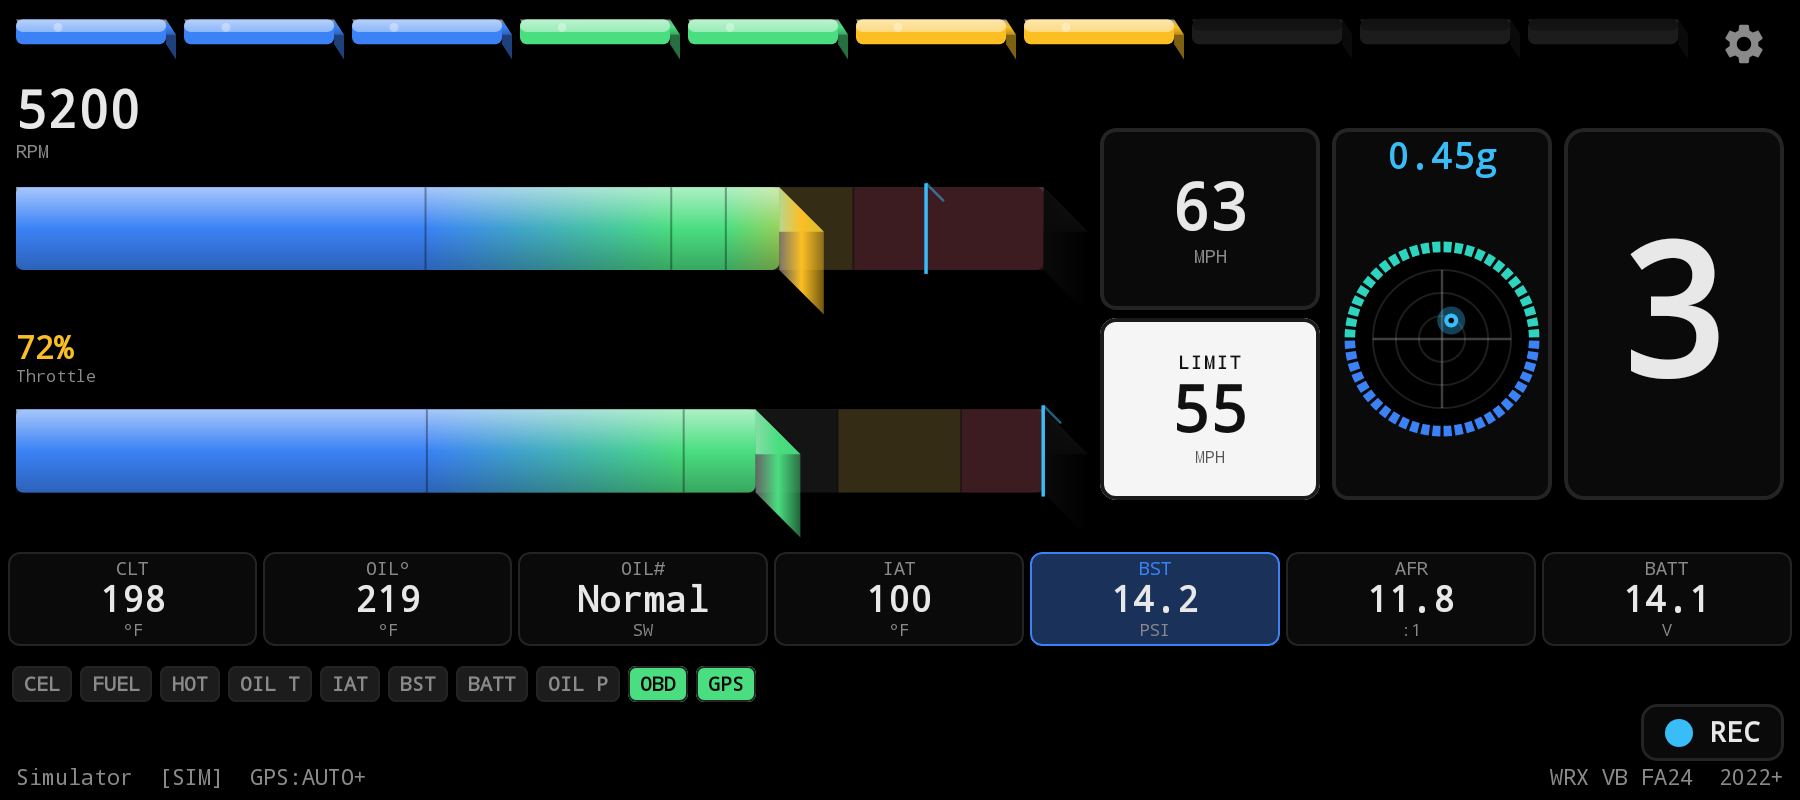 5200
RPM
72%
Throttle
63
MPH
LIMIT
55
MPH
0.45g
3
CLT
198
°F
OIL°
219
°F
OIL#
Normal
SW
IAT
100
°F
BST
14.2
PSI
AFR
11.8
:1
BATT
14.1
V
CEL FUEL HOT OIL T IAT BST BATT OIL P OBD GPS
REC
Simulator [SIM] GPS:AUTO+
WRX VB FA24 2022+